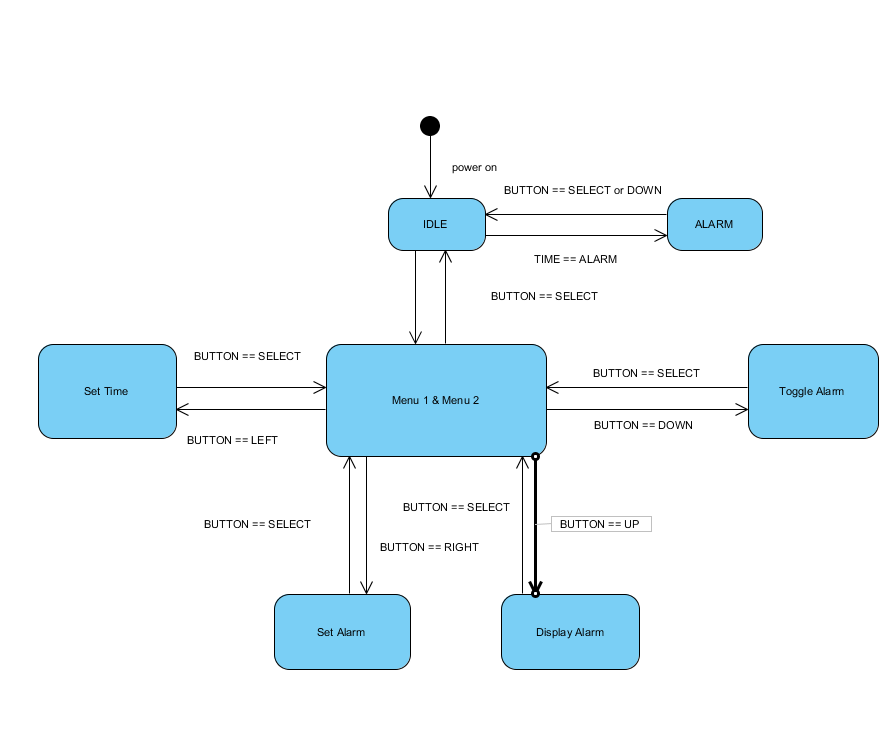 power on
BUTTON == SELECT or DOWN
IDLE
ALARM
TIME == ALARM
BUTTON == SELECT
BUTTON == SELECT
BUTTON == SELECT
Set Time
Menu 1 & Menu 2
Toggle Alarm
BUTTON == LEFT
BUTTON == DOWN
BUTTON == SELECT
BUTTON == SELECT
BUTTON == UP
BUTTON == RIGHT
Set Alarm
Display Alarm